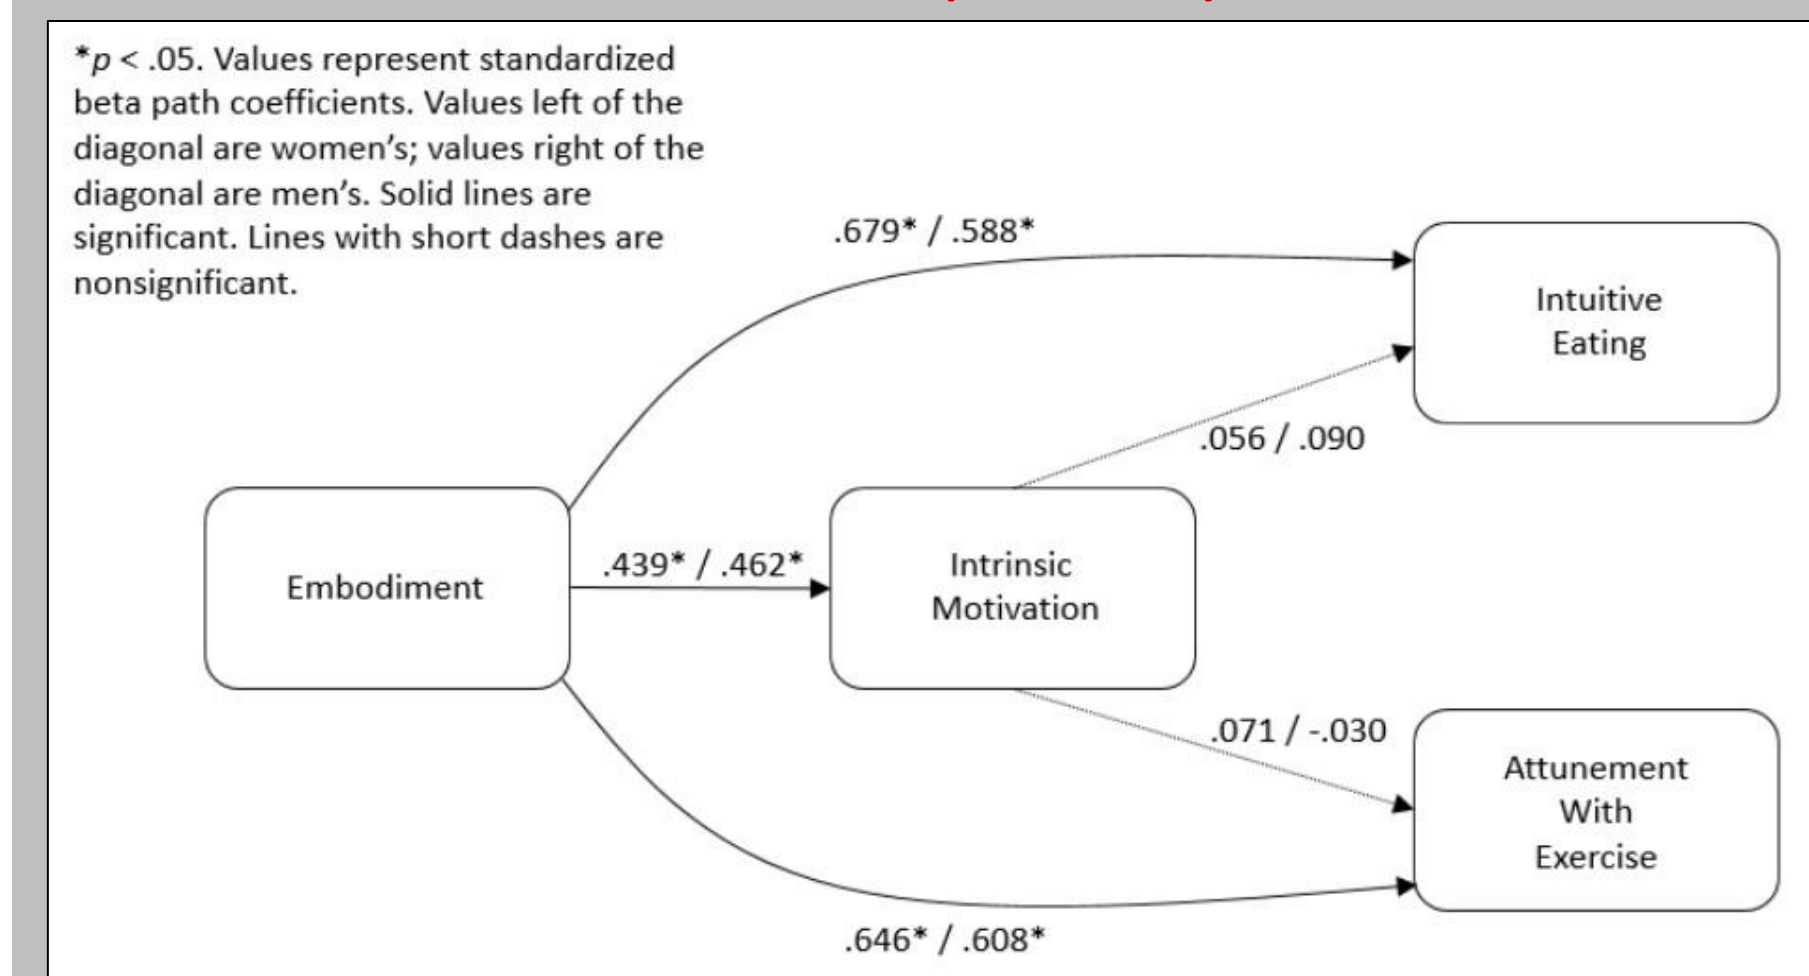 *p < .05. Values represent standardized
beta path coefficients. Values left of the
diagonal are women’s; values right of the
diagonal are men’s. Solid lines are
significant. Lines with short dashes are
nonsignificant.
.679* / .588*
Intuitive
Eating
.056 / .090
Embodiment
.439* / .462*
Intrinsic
Motivation
.071 / -.030
Attunement
With
Exercise
.646* / .608*